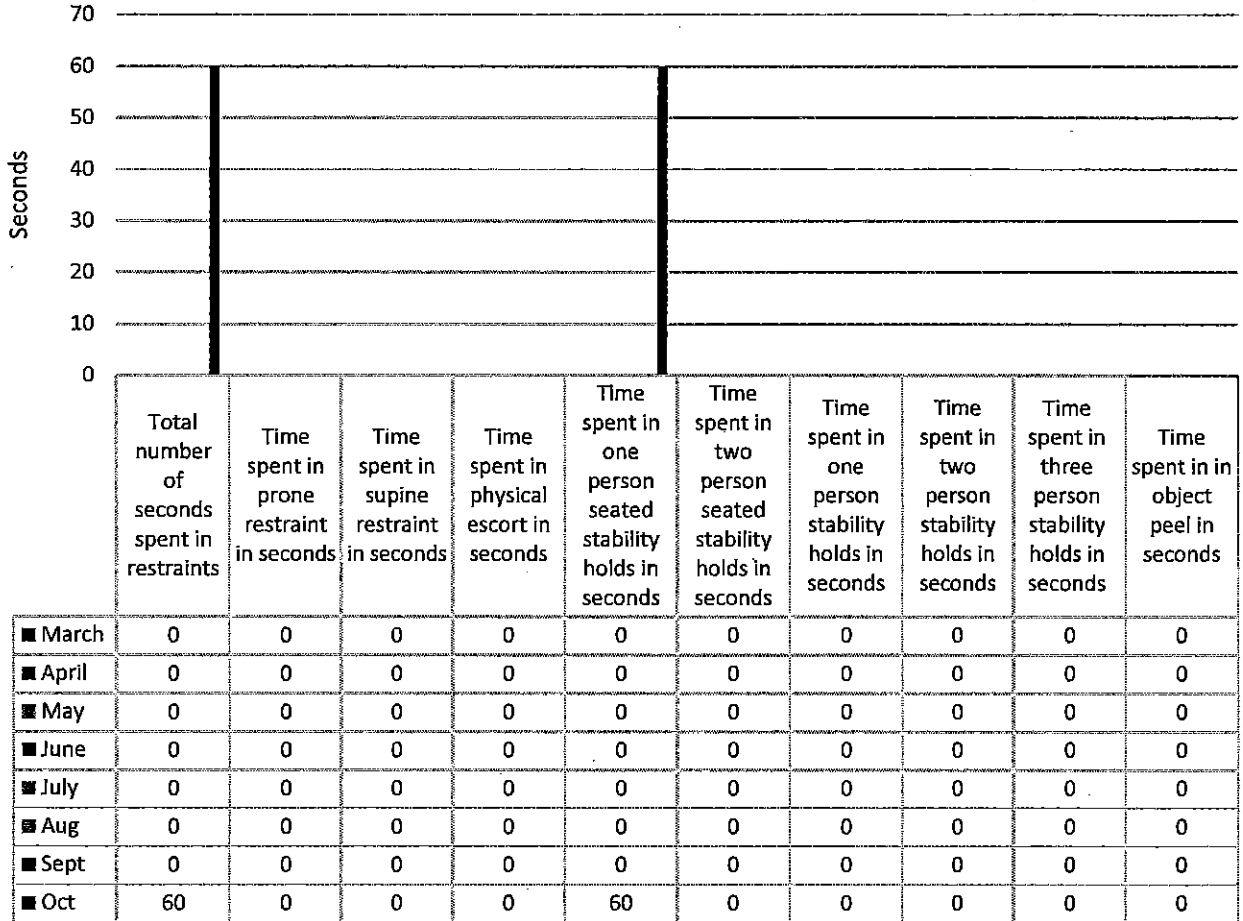 70
60
50
40
30
20
10
0
Seconds
Total number of seconds spent in restraints
Time spent in prone restraint in seconds
Time spent in supine restraint in seconds
Time spent in physical escort in seconds
Time spent in one person seated stability holds in seconds
Time spent in two person seated stability holds in seconds
Time spent in one person stability holds in seconds
Time spent in two person stability holds in seconds
Time spent in three person stability holds in seconds
Time spent in in object peel in seconds
March 0 0 0 0 0 0 0 0 0 0
April 0 0 0 0 0 0 0 0 0 0
May 0 0 0 0 0 0 0 0 0 0
June 0 0 0 0 0 0 0 0 0 0
July 0 0 0 0 0 0 0 0 0 0
Aug 0 0 0 0 0 0 0 0 0 0
Sept 0 0 0 0 0 0 0 0 0 0
Oct 60 0 0 0 60 0 0 0 0 0